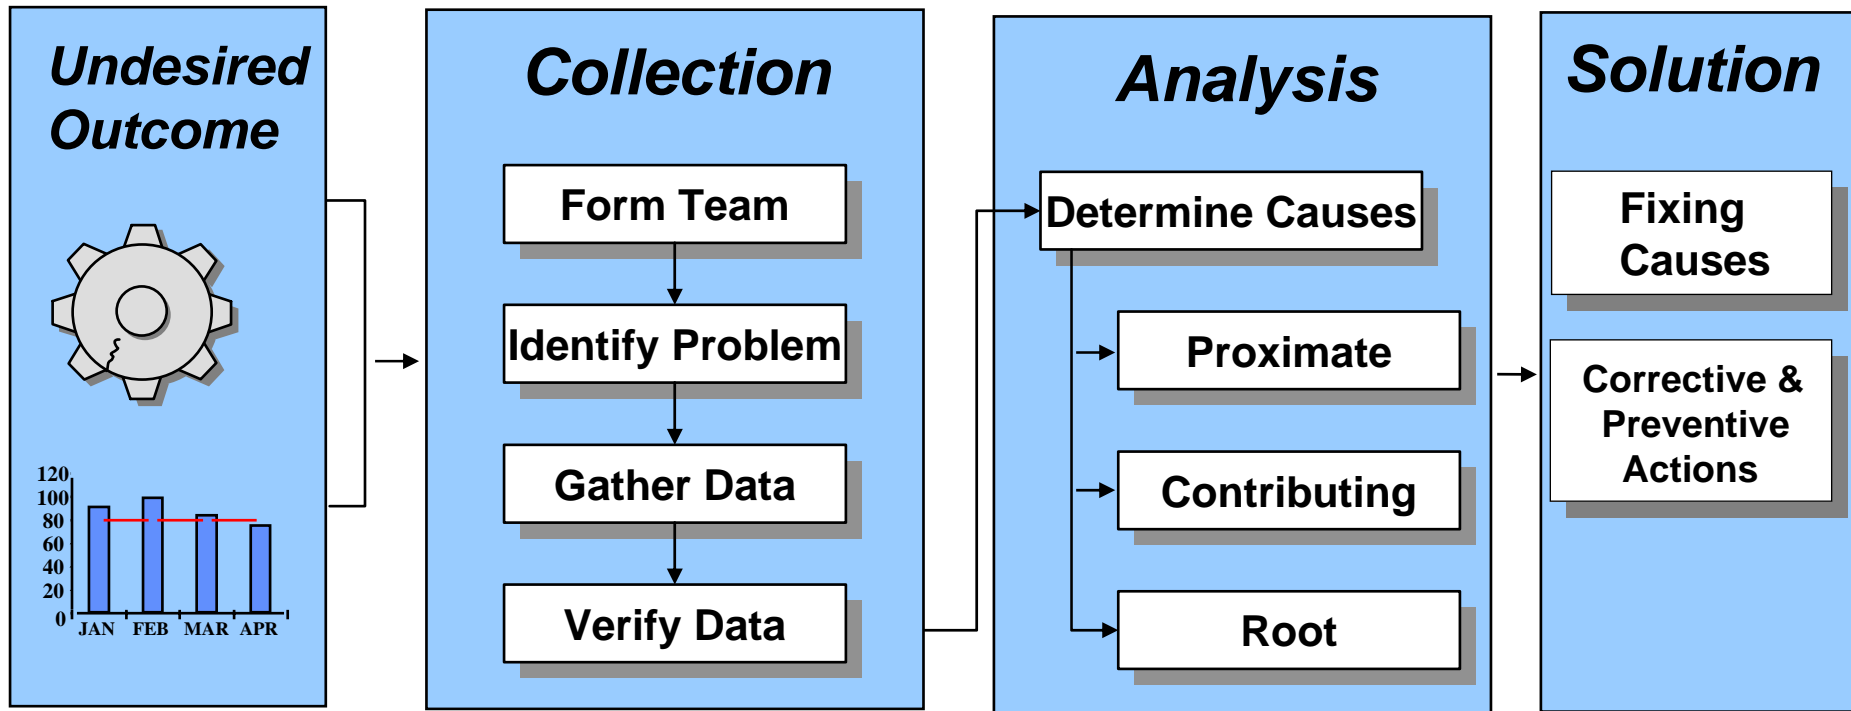 Undesired
Outcome
120
100
80
60
40
20
0
JAN FEB MAR APR
Collection
Form Team
Identify Problem
Gather Data
Verify Data
Analysis
Determine Causes
Proximate
Contributing
Root
Solution
Fixing
Causes
Corrective &
Preventive
Actions